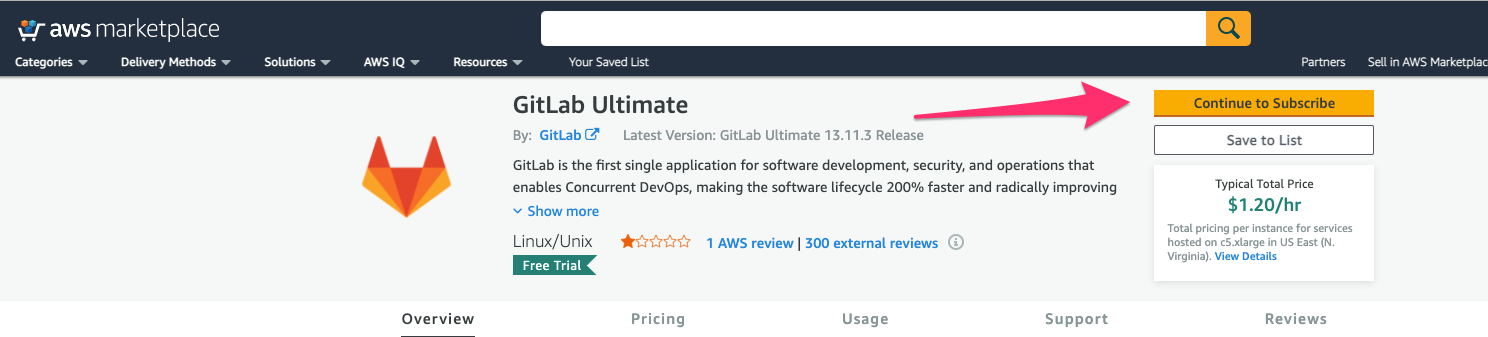 aws marketplace
Categories Delivery Methods Solutions AWS IQ Resources Your Saved List Partners Sell in AWS Marketplac
GitLab Ultimate
Continue to Subscribe
By: GitLab Latest Version: GitLab Ultimate 13.11.3 Release
Save to List
GitLab is the first single application for software development, security, and operations that
enables Concurrent DevOps, making the software lifecycle 200% faster and radically improving
Show more
Typical Total Price
$1.20/hr
Total pricing per instance for services
hosted on c5.xlarge in US East (N.
Virginia). View Details
Linux/Unix 1 AWS review | 300 external reviews
Free Trial
Overview Pricing Usage Support Reviews